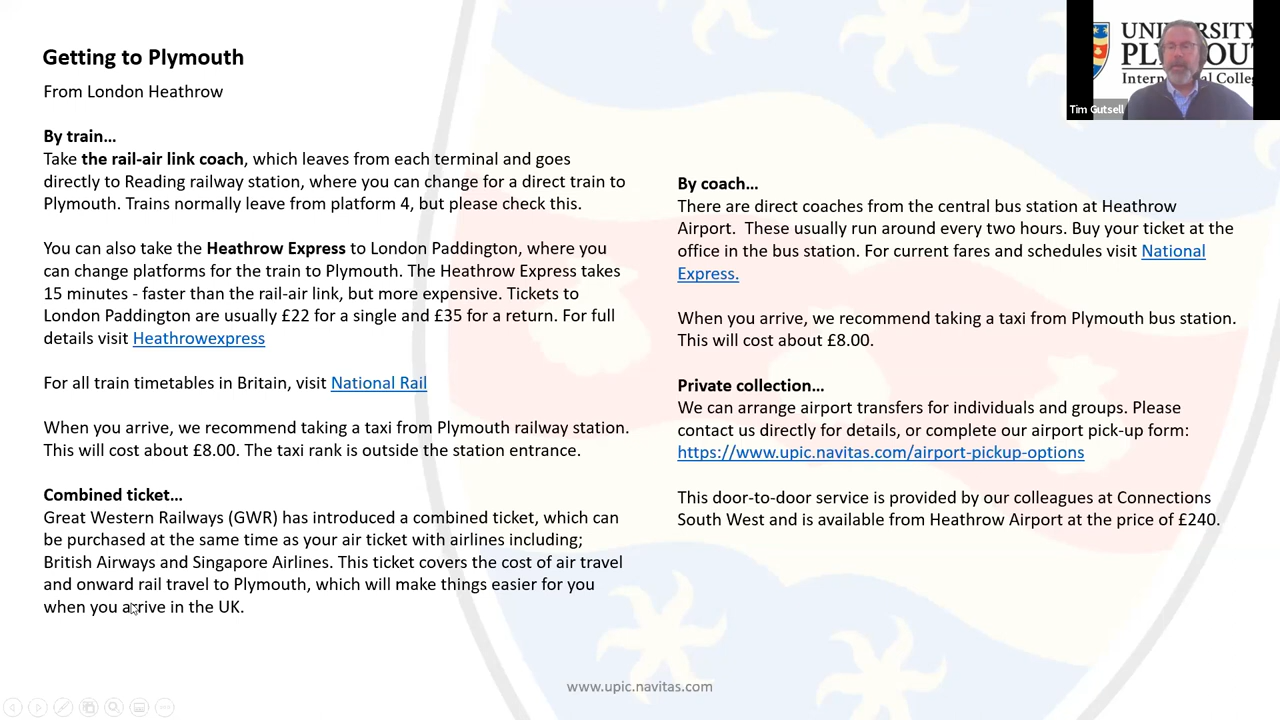 Getting to Plymouth
From London Heathrow
By train...
Take the rail-air link coach, which leaves from each terminal and goes
directly to Reading railway station, where you can change for a direct train to
Plymouth. Trains normally leave from platform 4, but please check this.
You can also take the Heathrow Express to London Paddington, where you
can change platforms for the train to Plymouth. The Heathrow Express takes
15 minutes - faster than the rail-air link, but more expensive. Tickets to
London Paddington are usually £22 for a single and £35 for a return. For full
details visit Heathrowexpress
For all train timetables in Britain, visit National Rail
When you arrive, we recommend taking a taxi from Plymouth railway station.
This will cost about £8.00. The taxi rank is outside the station entrance.
Combined ticket...
Great Western Railways (GWR) has introduced a combined ticket, which can
be purchased at the same time as your air ticket with airlines including;
British Airways and Singapore Airlines. This ticket covers the cost of air travel
and onward rail travel to Plymouth, which will make things easier for you
when you arrive in the UK.
By coach...
There are direct coaches from the central bus station at Heathrow
Airport. These usually run around every two hours. Buy your ticket at the
office in the bus station. For current fares and schedules visit National
Express.
When you arrive, we recommend taking a taxi from Plymouth bus station.
This will cost about £8.00.
Private collection...
We can arrange airport transfers for individuals and groups. Please
contact us directly for details, or complete our airport pick-up form:
https://www.upic.navitas.com/airport-pickup-options
This door-to-door service is provided by our colleagues at Connections
South West and is available from Heathrow Airport at the price of £240.
www.upic.navitas.com
Tim Gutsell